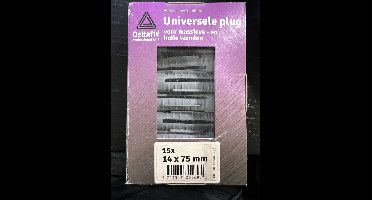 Deltafix
Universele plug
voor massieve- en
holle wanden
15x
14 x 75 mm